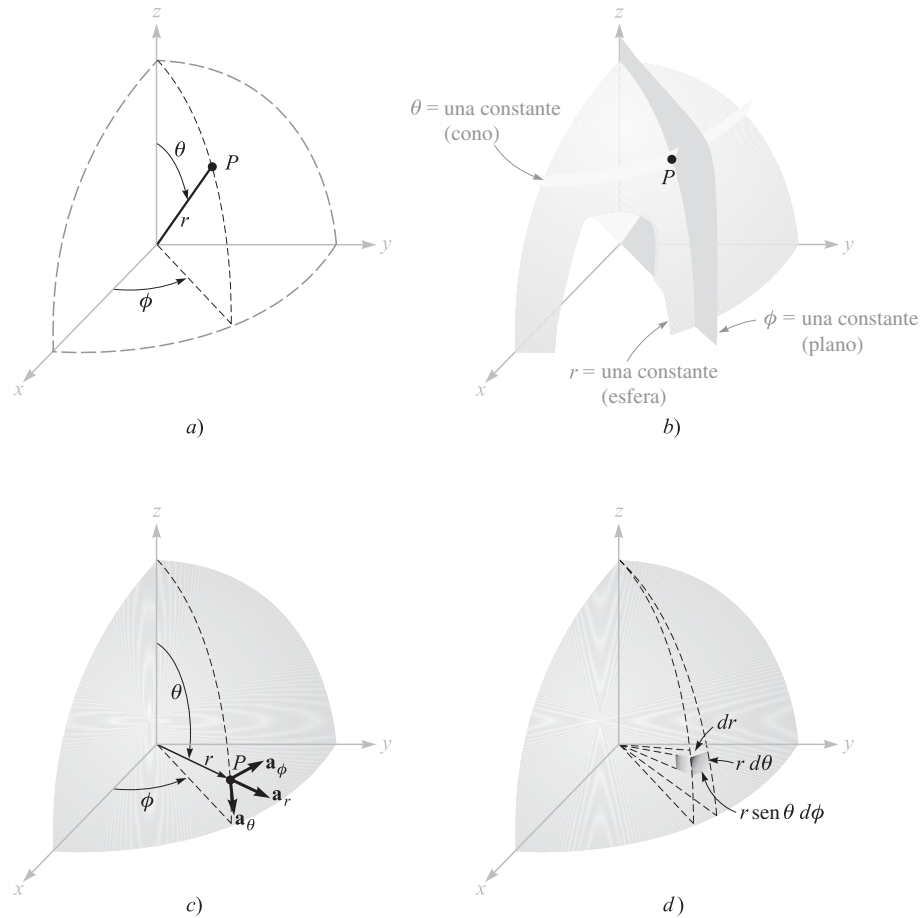 z
θ
P
r
y
ϕ
x
a)
z
θ = una constante
(cono)
P
y
ϕ = una constante
(plano)
r = una constante
(esfera)
x
b)
z
θ
r
P
a_ϕ
y
ϕ
a_r
a_θ
x
c)
z
dr
y
r dθ
r sen θ dϕ
x
d)